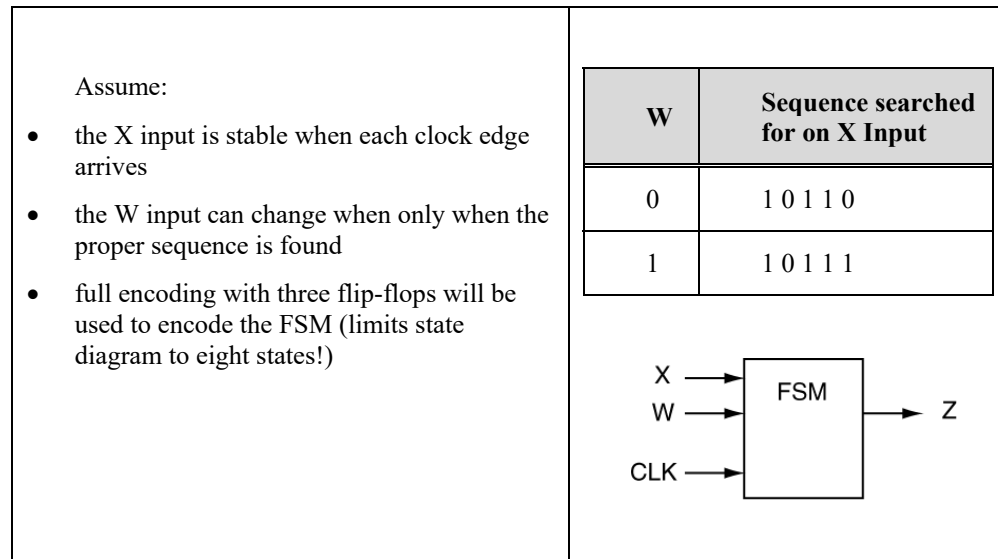 Assume:
• the X input is stable when each clock edge
arrives
• the W input can change when only when the
proper sequence is found
• full encoding with three flip-flops will be
used to encode the FSM (limits state
diagram to eight states!)
W
Sequence searched
for on X Input
0 1 0 1 1 0
1 1 0 1 1 1
X
W
CLK
FSM
Z